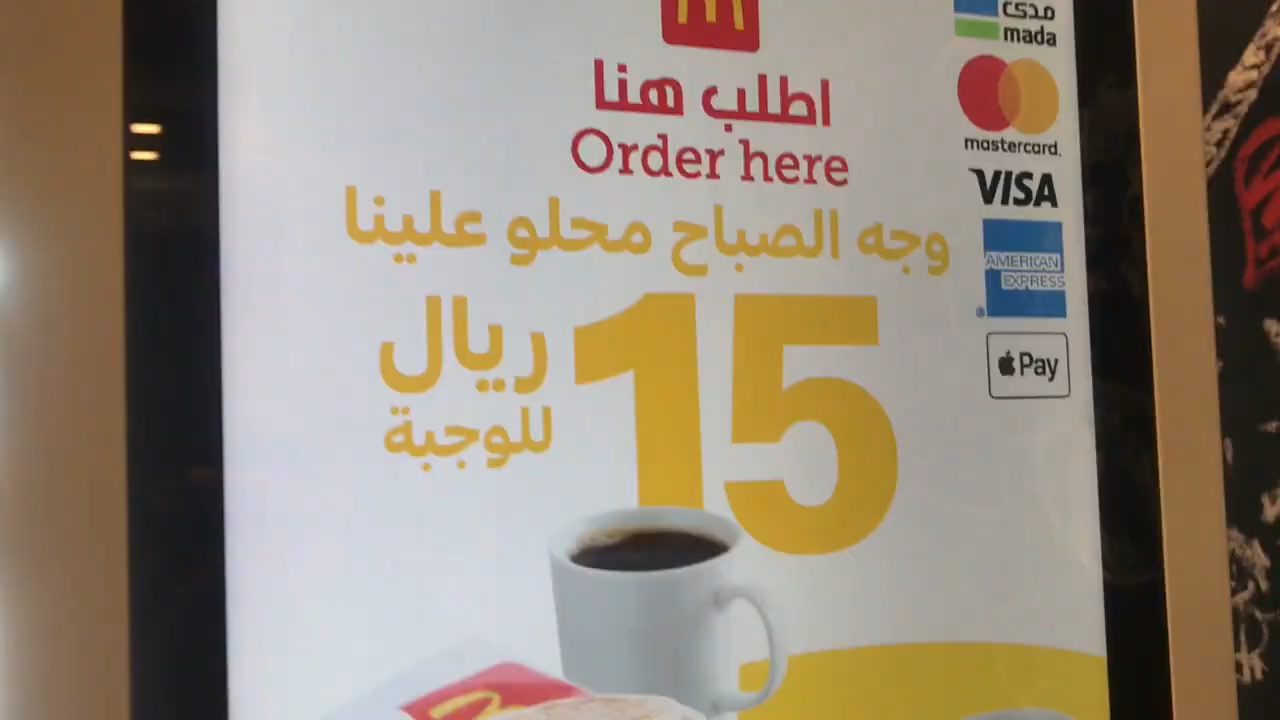 اطلب هنا
Order here
وجه الصباح محلو علينا
15 ريال
للوجبة
مدى
mada
mastercard.
VISA
AMERICAN
EXPRESS
Pay